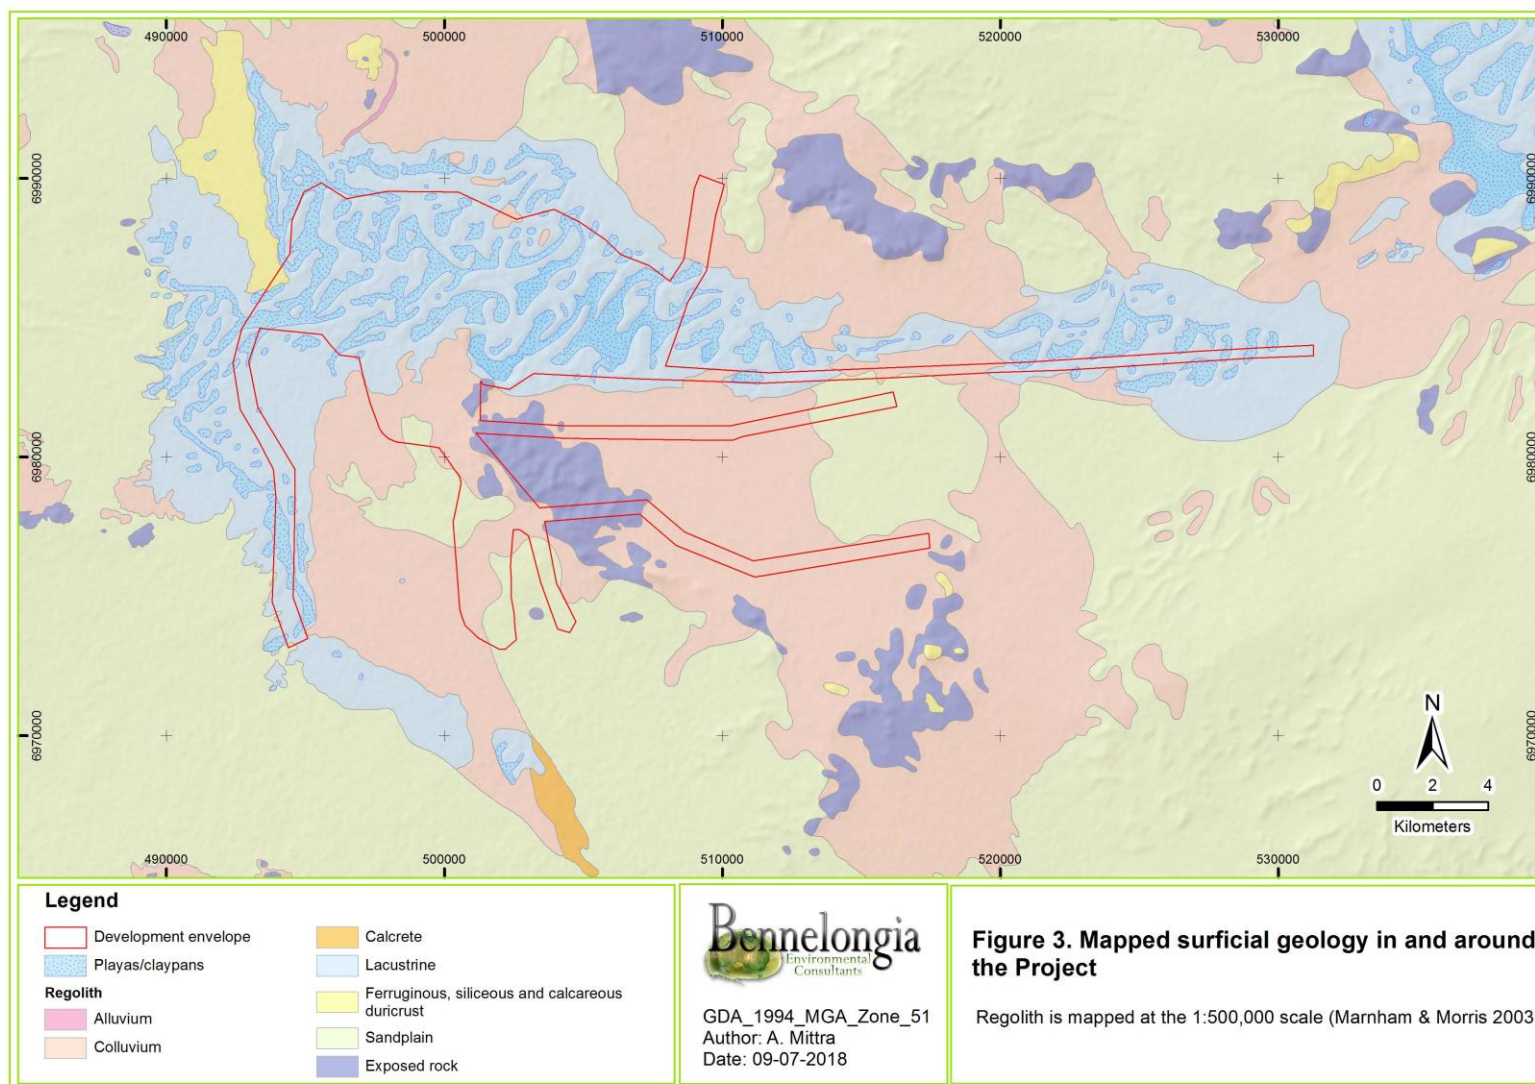 490000
500000
510000
520000
530000
6990000
6990000
6980000
6980000
6970000
6970000
N
0 2 4
Kilometers
490000
500000
510000
520000
530000
Legend
Development envelope
Playas/claypans
Regolith
Alluvium
Colluvium
Calcrete
Lacustrine
Ferruginous, siliceous and calcareous
duricrust
Sandplain
Exposed rock
Bennelongia
Environmental
Consultants
GDA_1994_MGA_Zone_51
Author: A. Mittra
Date: 09-07-2018
Figure 3. Mapped surficial geology in and around
the Project
Regolith is mapped at the 1:500,000 scale (Marnham & Morris 2003